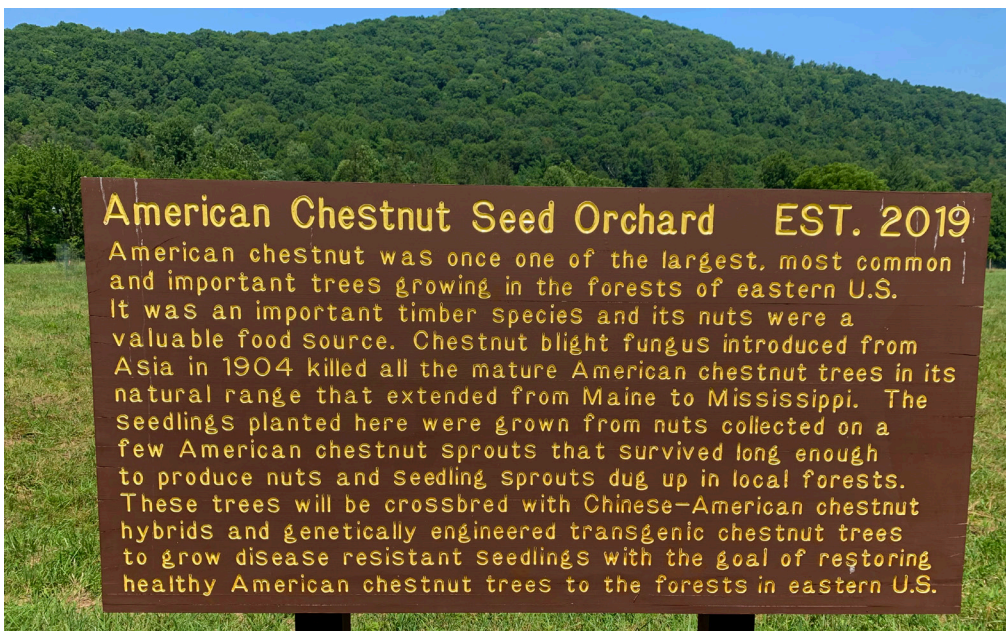 American Chestnut Seed Orchard EST. 2019
American chestnut was once one of the largest, most common
and important trees growing in the forests of eastern U.S.
It was an important timber species and its nuts were a
valuable food source. Chestnut blight fungus introduced from
Asia in 1904 killed all the mature American chestnut trees in its
natural range that extended from Maine to Mississippi. The
seedlings planted here were grown from nuts collected on a
few American chestnut sprouts that survived long enough
to produce nuts and seedling sprouts dug up in local forests.
These trees will be crossbred with Chinese-American chestnut
hybrids and genetically engineered transgenic chestnut trees
to grow disease resistant seedlings with the goal of restoring
healthy American chestnut trees to the forests in eastern U.S.